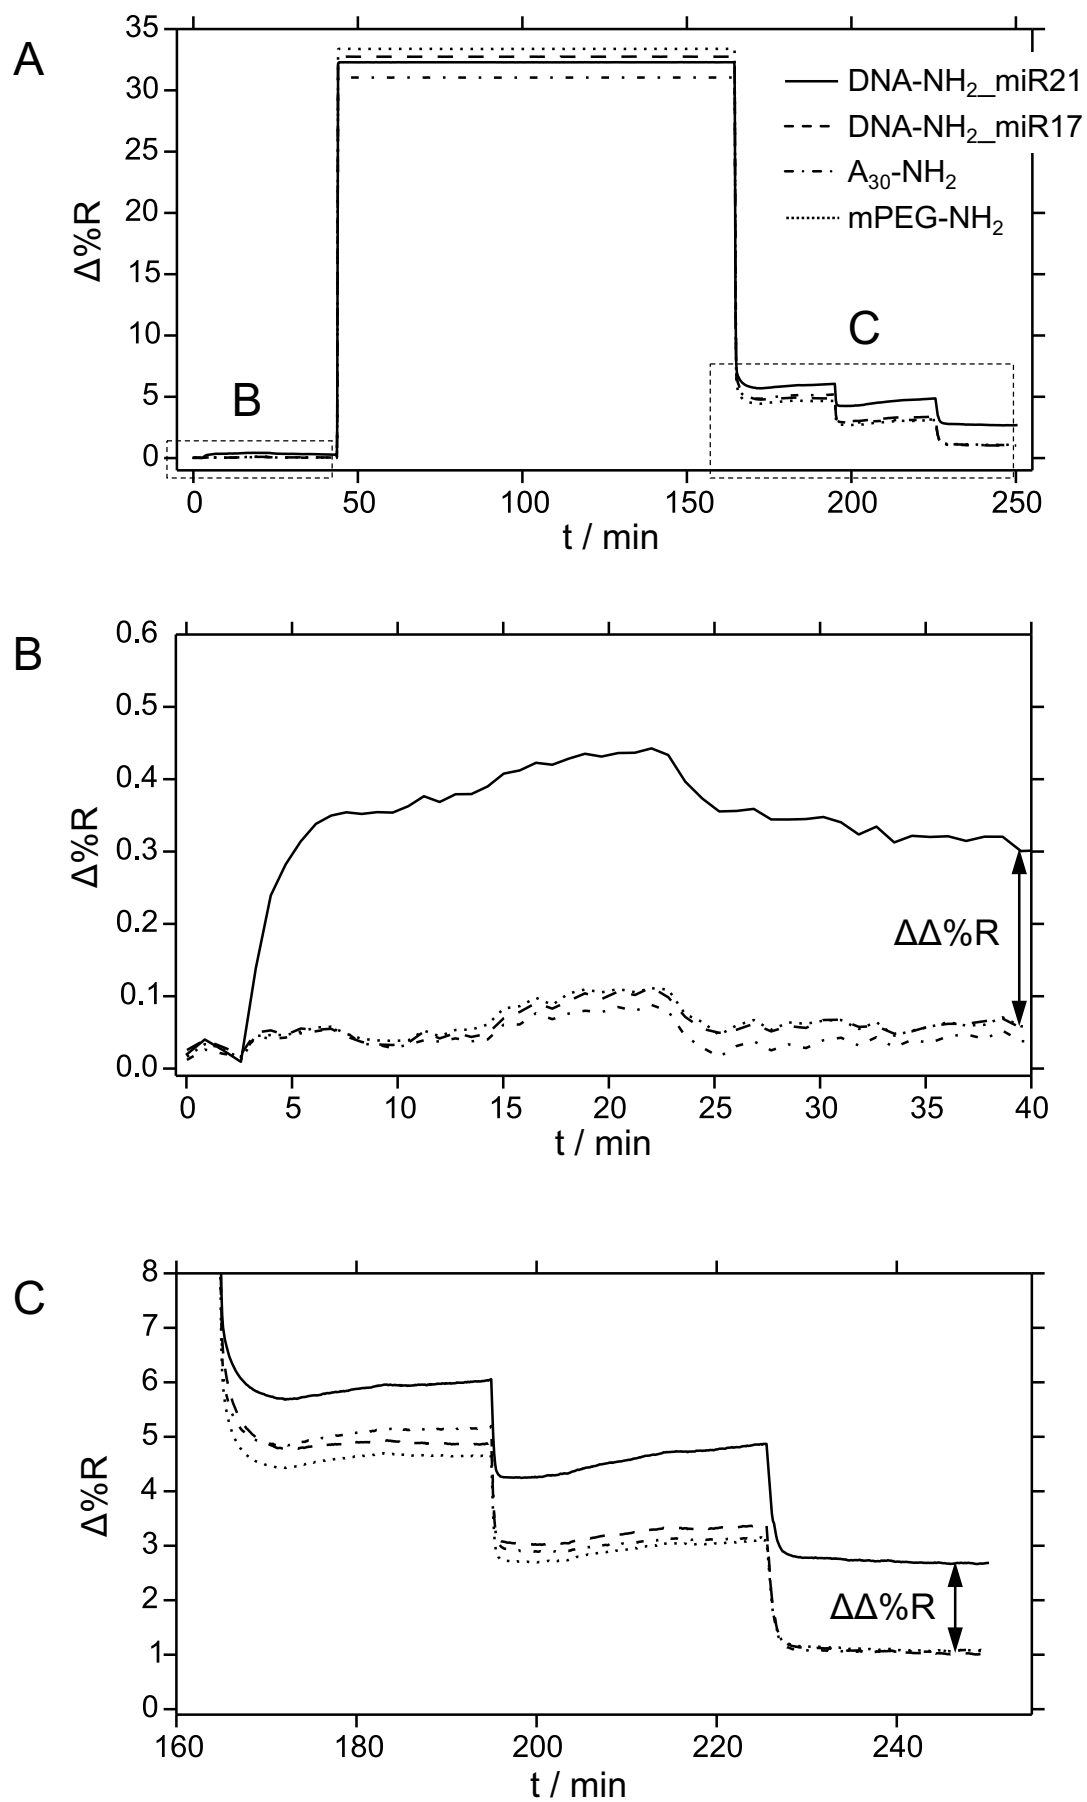 A
Δ%R
35
30
25
20
15
10
5
0
DNA-NH₂_miR21
DNA-NH₂_miR17
A₃₀-NH₂
mPEG-NH₂
B
C
0 50 100 150 200 250
t / min
B
Δ%R
0.6
0.5
0.4
0.3
0.2
0.1
0.0
ΔΔ%R
0 5 10 15 20 25 30 35 40
t / min
C
Δ%R
8
7
6
5
4
3
2
1
0
ΔΔ%R
160 180 200 220 240
t / min